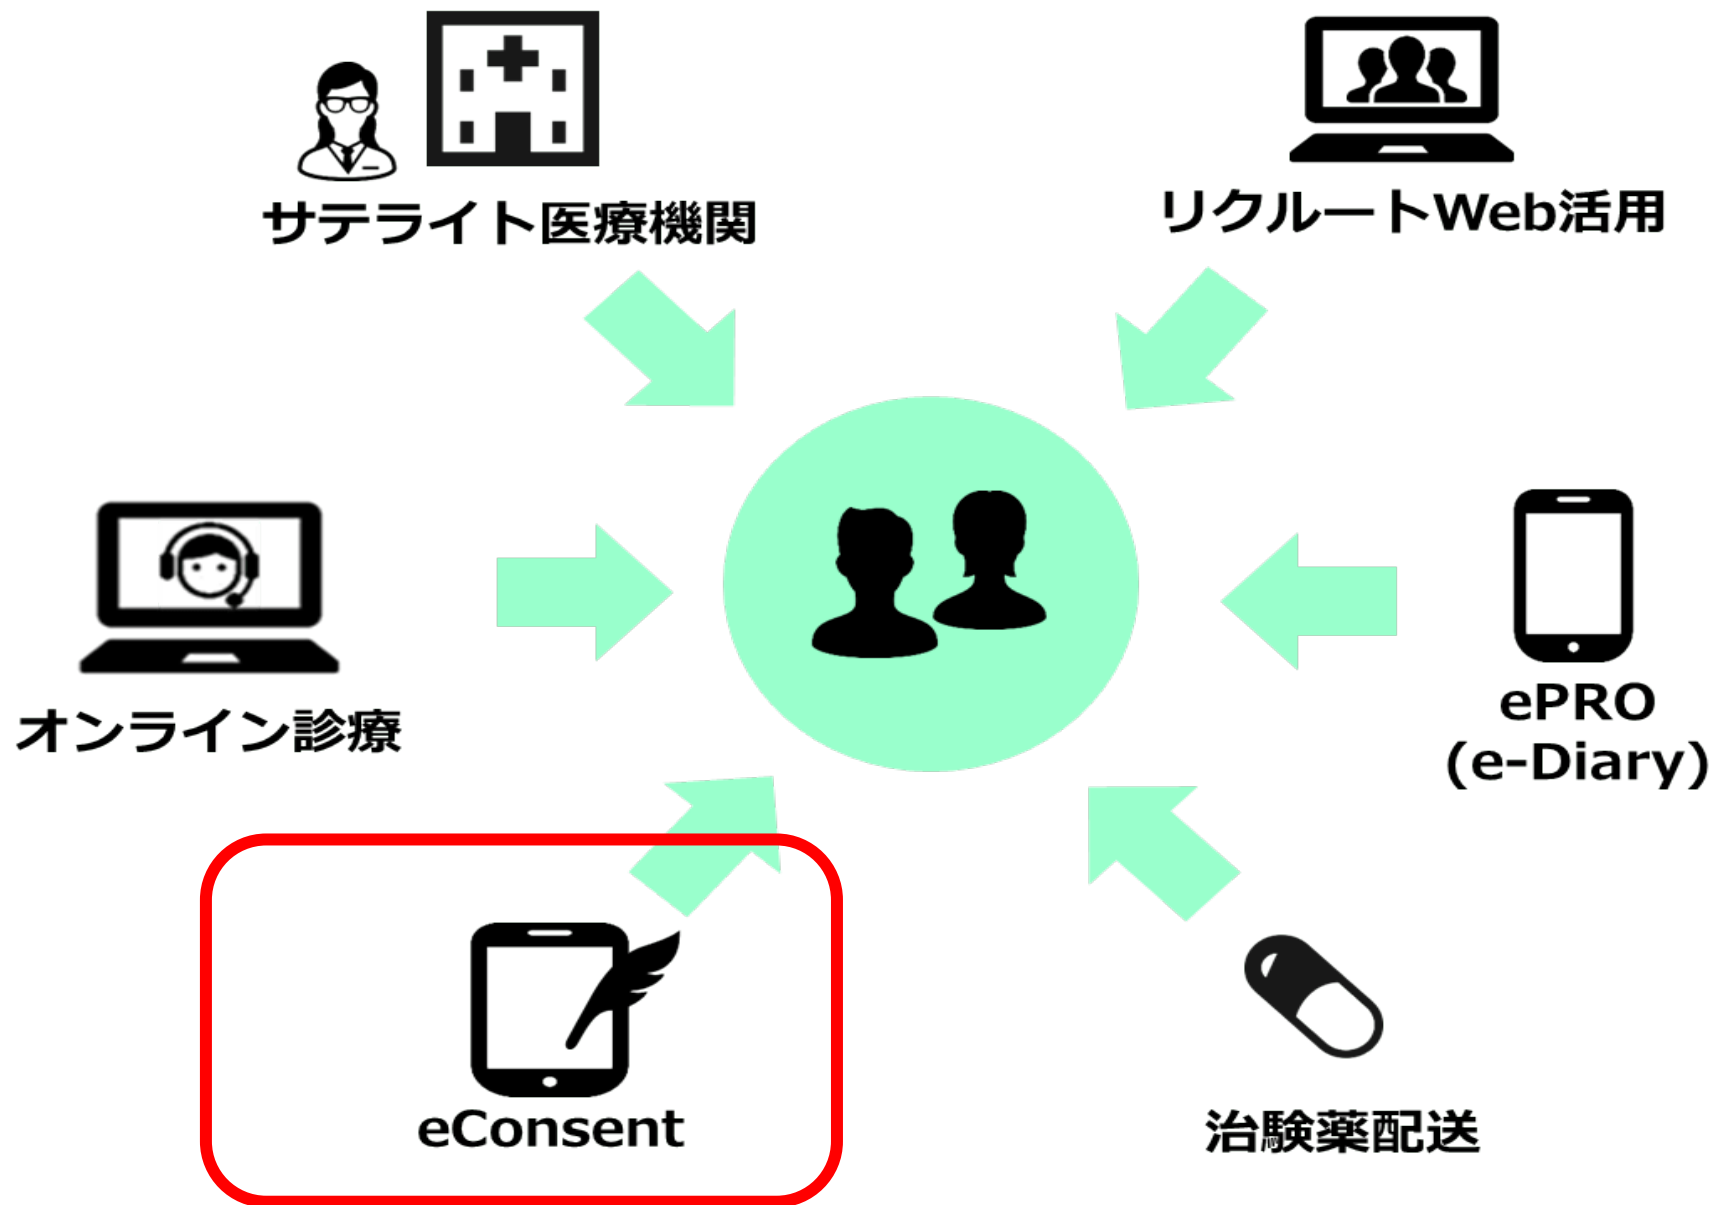 サテライト医療機関
リクルートWeb活用
オンライン診療
ePRO
(e-Diary)
eConsent
治験薬配送